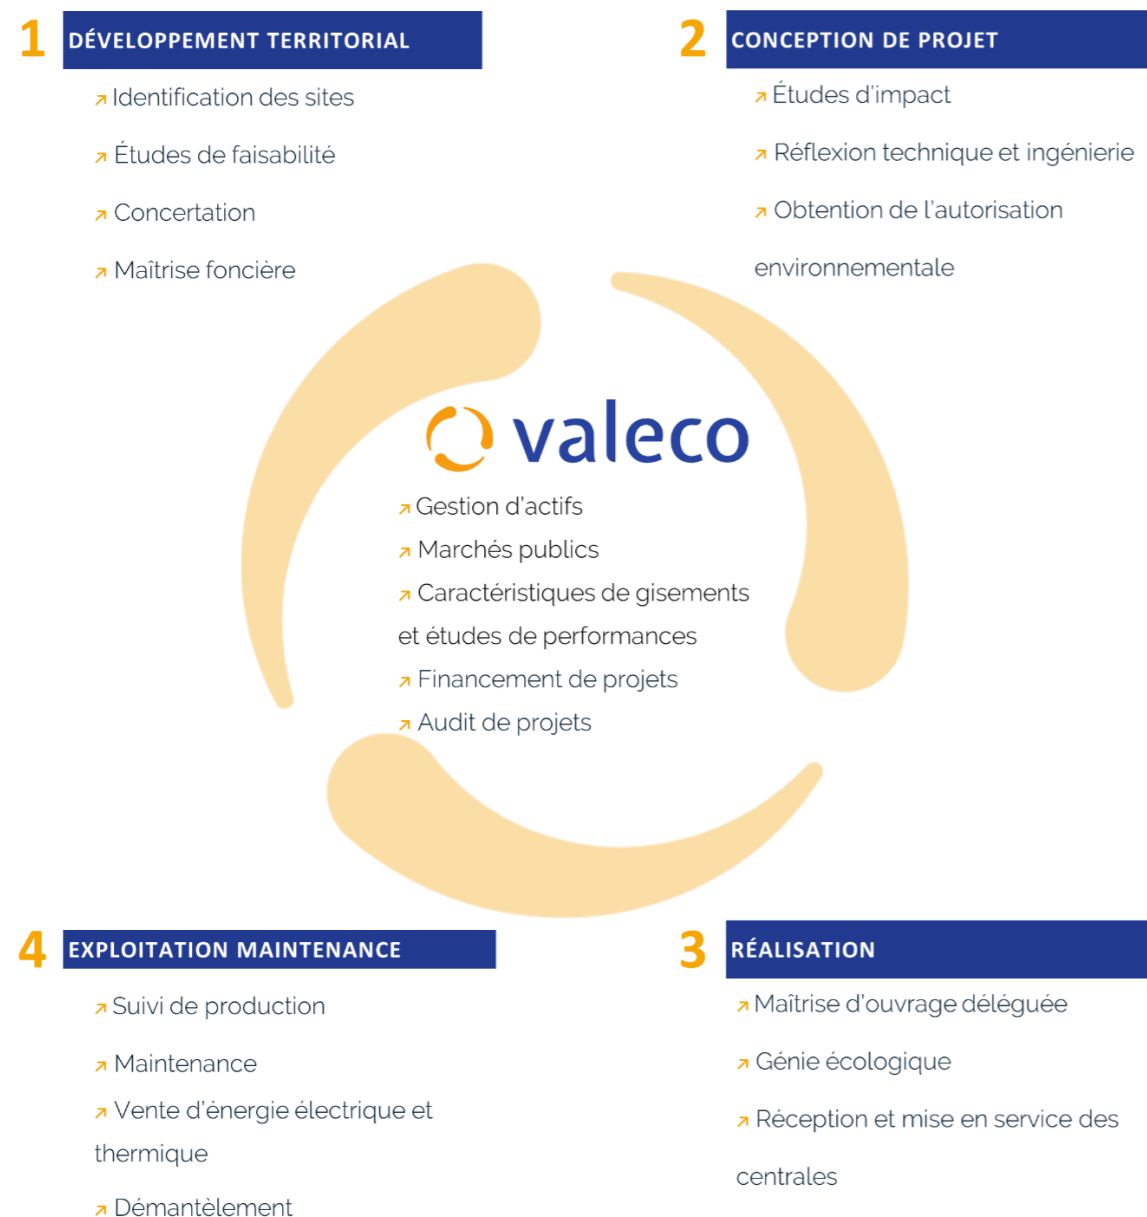 1 DÉVELOPPEMENT TERRITORIAL
↗ Identification des sites
↗ Études de faisabilité
↗ Concertation
↗ Maîtrise foncière
2 CONCEPTION DE PROJET
↗ Études d'impact
↗ Réflexion technique et ingénierie
↗ Obtention de l'autorisation
environnementale
valeco
↗ Gestion d'actifs
↗ Marchés publics
↗ Caractéristiques de gisements
et études de performances
↗ Financement de projets
↗ Audit de projets
3 RÉALISATION
↗ Maîtrise d'ouvrage déléguée
↗ Génie écologique
↗ Réception et mise en service des
centrales
4 EXPLOITATION MAINTENANCE
↗ Suivi de production
↗ Maintenance
↗ Vente d'énergie électrique et
thermique
↗ Démantèlement